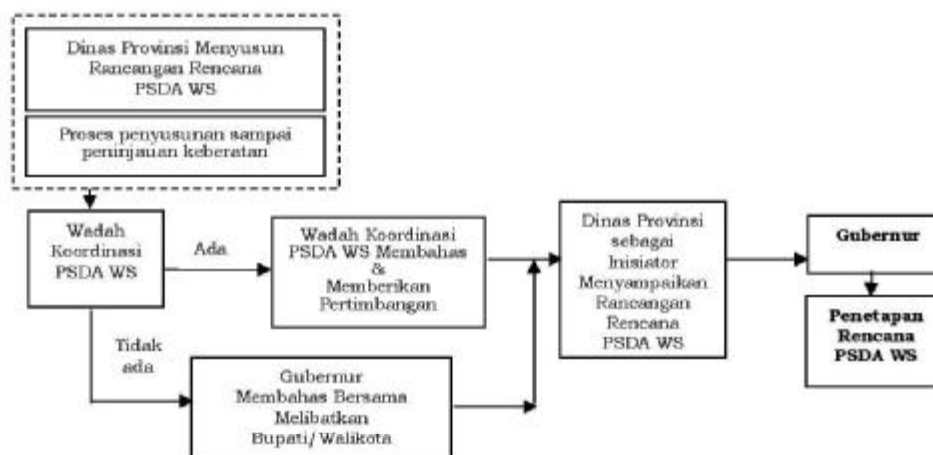 Dinas Provinsi Menyusun
Rancangan Rencana
PSDA WS
Proses penyusunan sampai
peninjauan keberatan
Wadah
Koordinasi
PSDA WS
Ada
Wadah Koordinasi
PSDA WS Membahas
&
Memberikan
Pertimbangan
Tidak
ada
Gubernur
Membahas Bersama
Melibatkan
Bupati/Walikota
Dinas Provinsi
sebagai
Inisiator
Menyampaikan
Rancangan
Rencana
PSDA WS
Gubernur
Penetapan
Rencana
PSDA WS